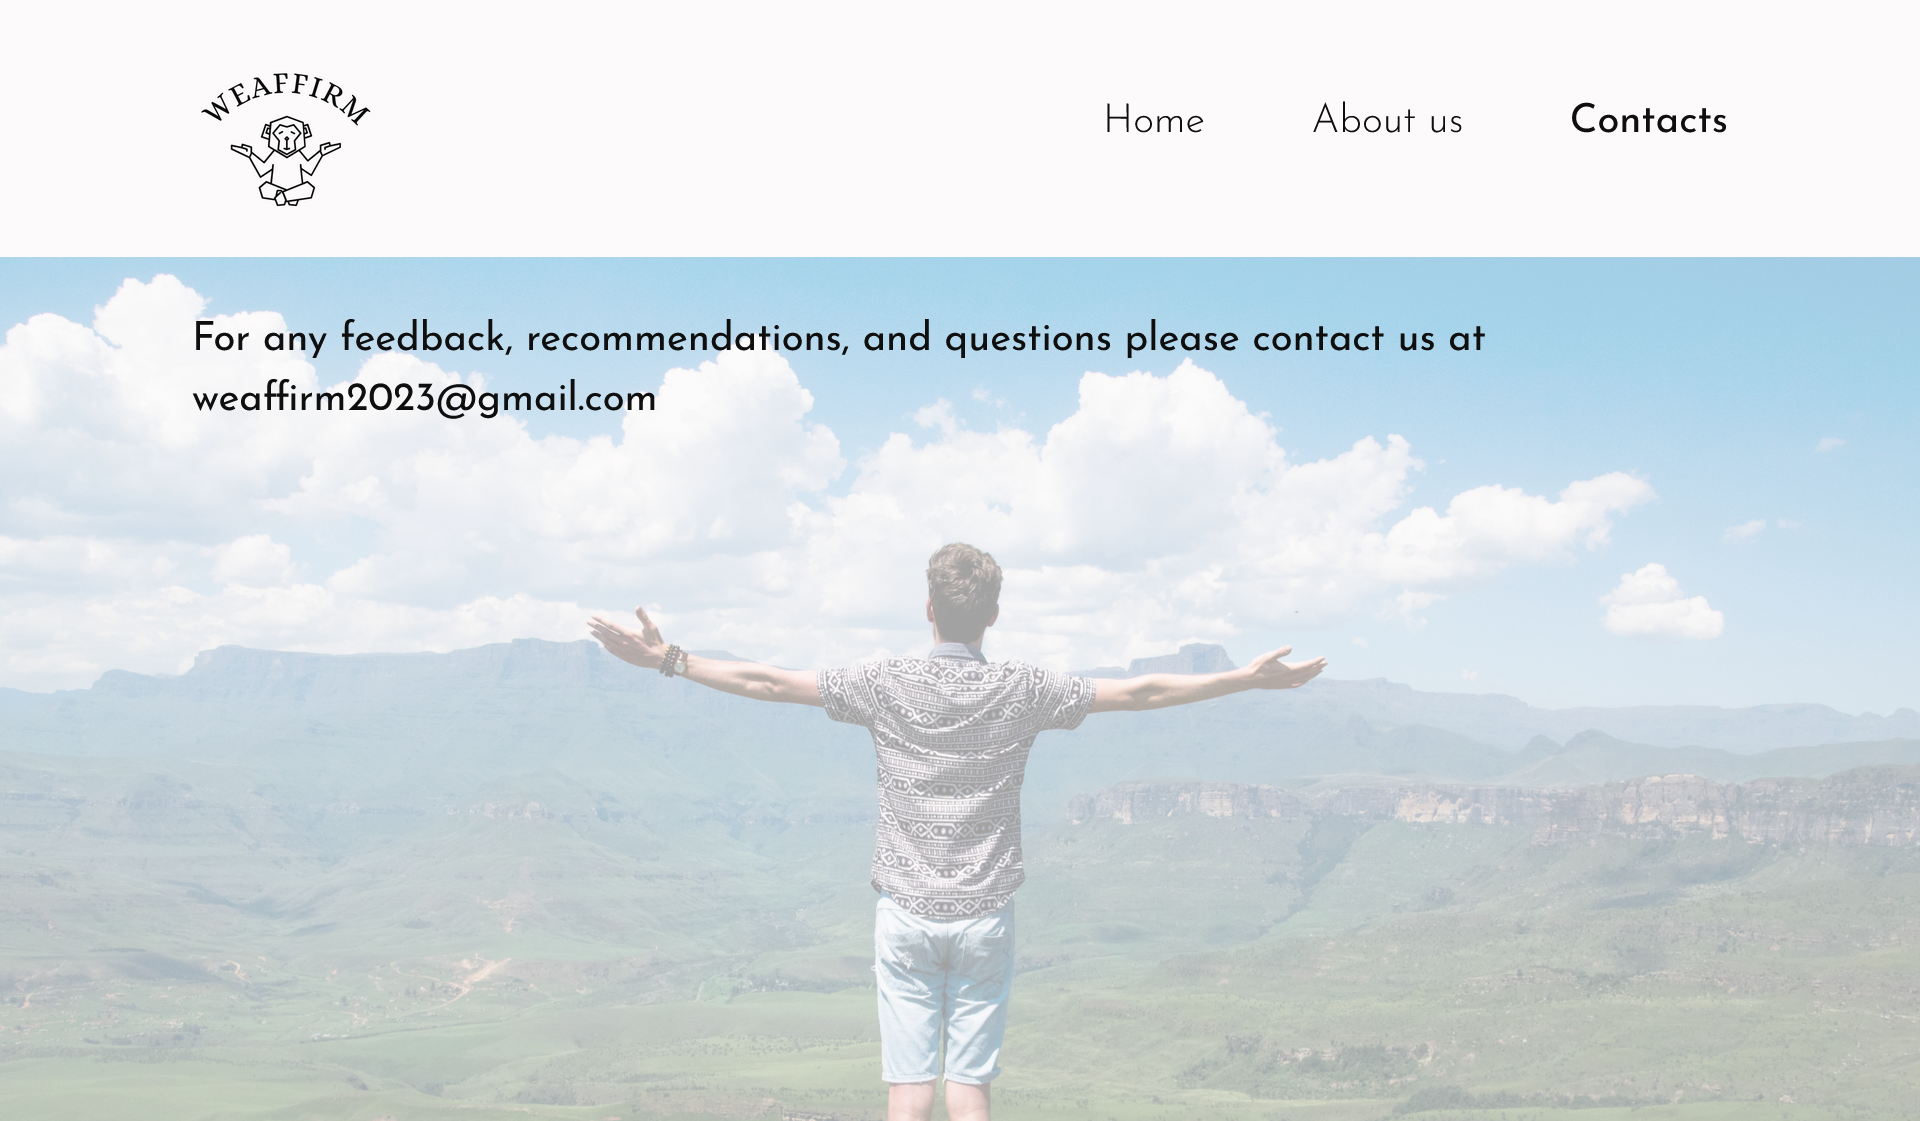 WEAFFIRM
Home
About us
Contacts
For any feedback, recommendations, and questions please contact us at
weaffirm2023@gmail.com